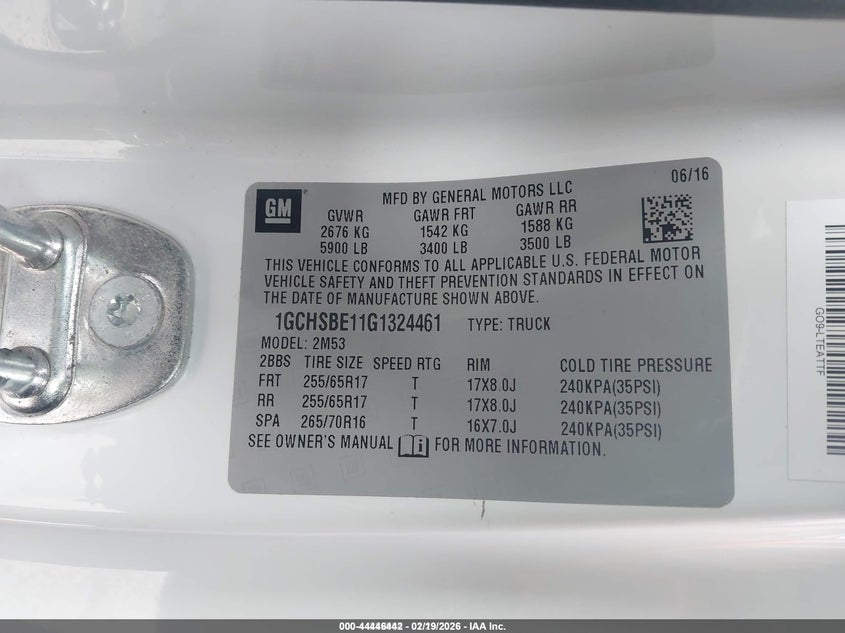 GM
MFD BY GENERAL MOTORS LLC
06/16
GVWR GAWR FRT GAWR RR
2676 KG 1542 KG 1588 KG
5900 LB 3400 LB 3500 LB
THIS VEHICLE CONFORMS TO ALL APPLICABLE U.S. FEDERAL MOTOR
VEHICLE SAFETY AND THEFT PREVENTION STANDARDS IN EFFECT ON
THE DATE OF MANUFACTURE SHOWN ABOVE.
1GCHSBE11G1324461 TYPE: TRUCK
MODEL: 2M53
2BBS TIRE SIZE SPEED RTG RIM COLD TIRE PRESSURE
FRT 255/65R17 T 17X8.0J 240KPA(35PSI)
RR 255/65R17 T 17X8.0J 240KPA(35PSI)
SPA 265/70R16 T 16X7.0J 240KPA(35PSI)
SEE OWNER'S MANUAL FOR MORE INFORMATION.
GO9-LTEATTF
000-44446442 - 02/19/2026 - IAA Inc.